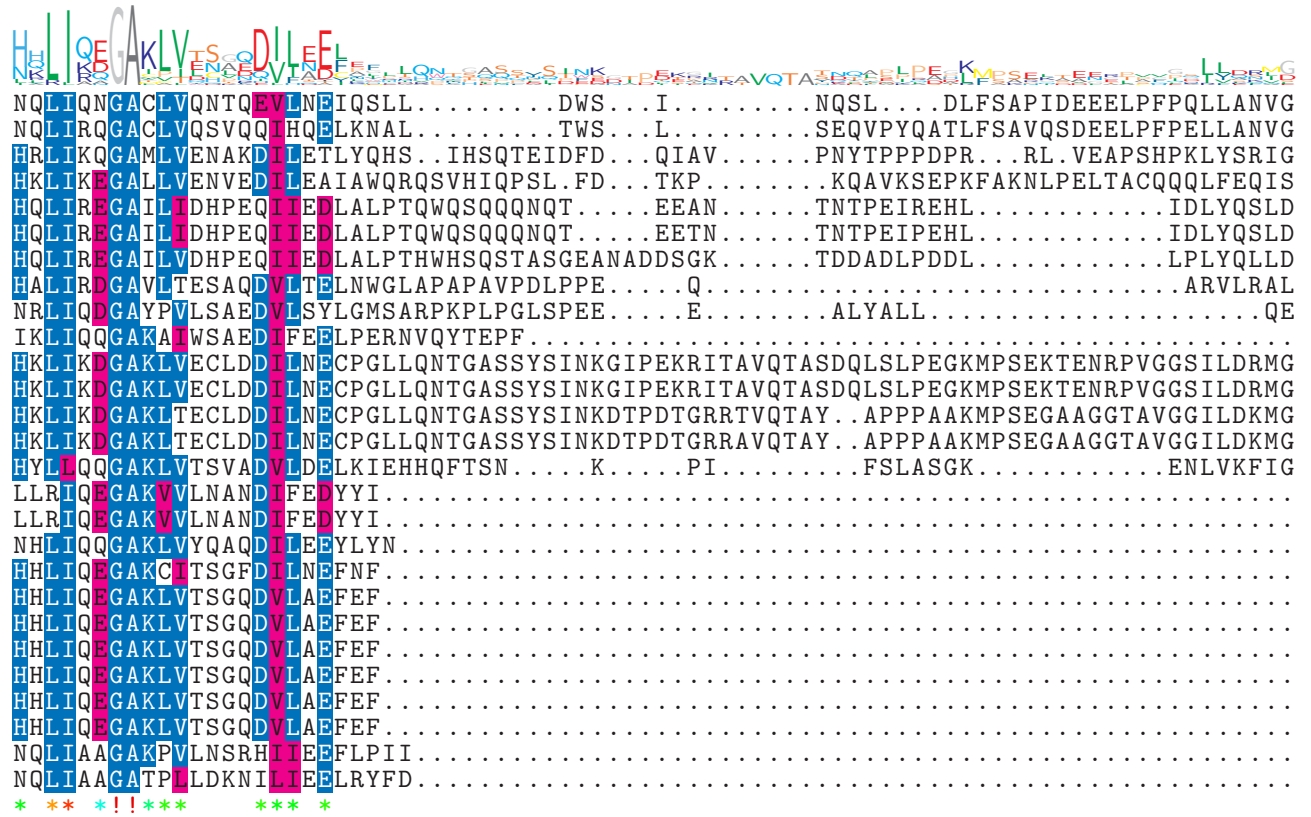 NQLIQNGACLVQNTQEVLNEIQSLL.........DWS...I.........NQSL....DLFSAPIDEEELPFPQLLANVG
NQLIRQGACLVQSVQQIHQELKNAL.........TWS...L.........SEQVPYQATLFSAVQSDEELPFPELLANVG
HRLIKQGAMLVENAKDILETLYQHS..IHSQTEIDFD...QIAV......PNYTPPPDPR...RL.VEAPSHPKLYSRIG
HKLIKEGALLVENVEDILEAIAWQRQSVHIQPSL.FD...TKP........KQAVKSEPKFAKNLPELTACQQQLFEQIS
HQLIREGAILIDHPEQIIEDLALPTQWQSQQQNQT.....EEAN......TNTPEIREHL............IDLYQSLD
HQLIREGAILIDHPEQIIEDLALPTQWQSQQQNQT.....EETN......TNTPEIPEHL............IDLYQSLD
HQLIREGAILVDHPEQIIEDLALPTHWHSQSTASGEANADDSGK......TDDADLPDDL............LPLYQLLD
HALIRDGAVLTESAQDVLTELNWGLAPAPAVPDLPPE.....Q..............................ARVLRAL
NRLIQDGAYPVLSAEDVLSYLGMSARPKPLPGLSPEE.....E........ALYALL.....................QE
IKLIQQGAKAIWSAEDIFEELPERNVQYTEPF................................................
HKLIKDGAKLVECLDDILNECPGLLQNTGASSYSINKGIPEKRITAVQTASDQLSLPEGKMPSEKTENRPVGGSILDRMG
HKLIKDGAKLVECLDDILNECPGLLQNTGASSYSINKGIPEKRITAVQTASDQLSLPEGKMPSEKTENRPVGGSILDRMG
HKLIKDGAKLTECLDDILNECPGLLQNTGASSYSINKDTPDTGRRTVQTAY..APPPAAKMPSEGAAGGTAVGGILDKMG
HKLIKDGAKLTECLDDILNECPGLLQNTGASSYSINKDTPDTGRRAVQTAY..APPPAAKMPSEGAAGGTAVGGILDKMG
HYLLQQGAKLVTSVADVLDELKIEHHQFTSN.....K.....PI.........FSLASGK............ENLVKFIG
LLRIQEGAKVVLNANDIFEDYYI.........................................................
LLRIQEGAKVVLNANDIFEDYYI.........................................................
NHLIQQGAKLVYQAQDILEEYLYN........................................................
HHLIQEGAKCITSGFDILNEFNF.........................................................
HHLIQEGAKLVTSGQDVLAEFEF.........................................................
HHLIQEGAKLVTSGQDVLAEFEF.........................................................
HHLIQEGAKLVTSGQDVLAEFEF.........................................................
HHLIQEGAKLVTSGQDVLAEFEF.........................................................
HHLIQEGAKLVTSGQDVLAEFEF.........................................................
HHLIQEGAKLVTSGQDVLAEFEF.........................................................
NQLIAAGAKPVLNSRHIIEEFLPII.......................................................
NQLIAAGATPLLDKNILIEELRYFD.......................................................
* ** *!!*** *** *